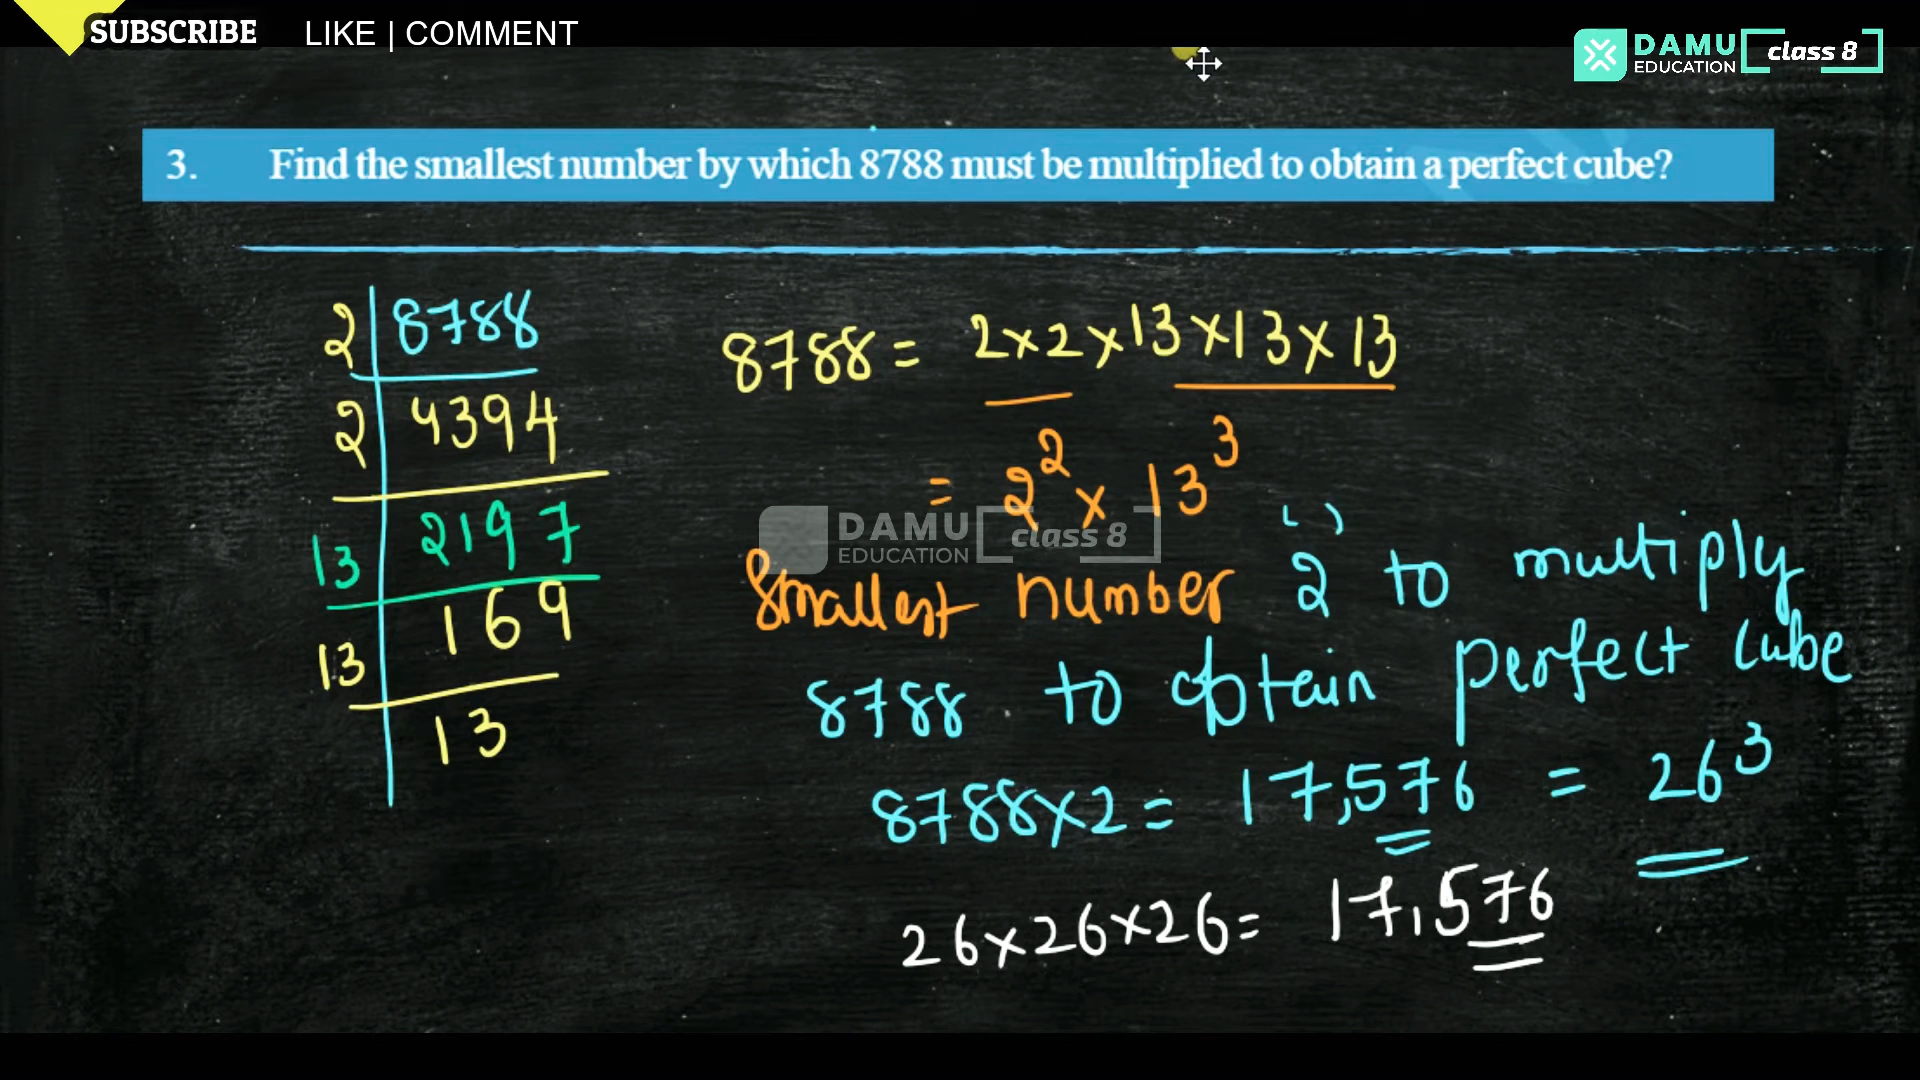 SUBSCRIBE LIKE | COMMENT
DAMU EDUCATION class 8
3. Find the smallest number by which 8788 must be multiplied to obtain a perfect cube?
2 8788
2 4394
13 2197
13 169
13
8788 = 2×2×13×13×13
= 2² × 13³
DAMU EDUCATION class 8
Smallest number 2 to multiply
8788 to obtain perfect cube
8788×2 = 17,576 = 26³
26×26×26 = 17,576